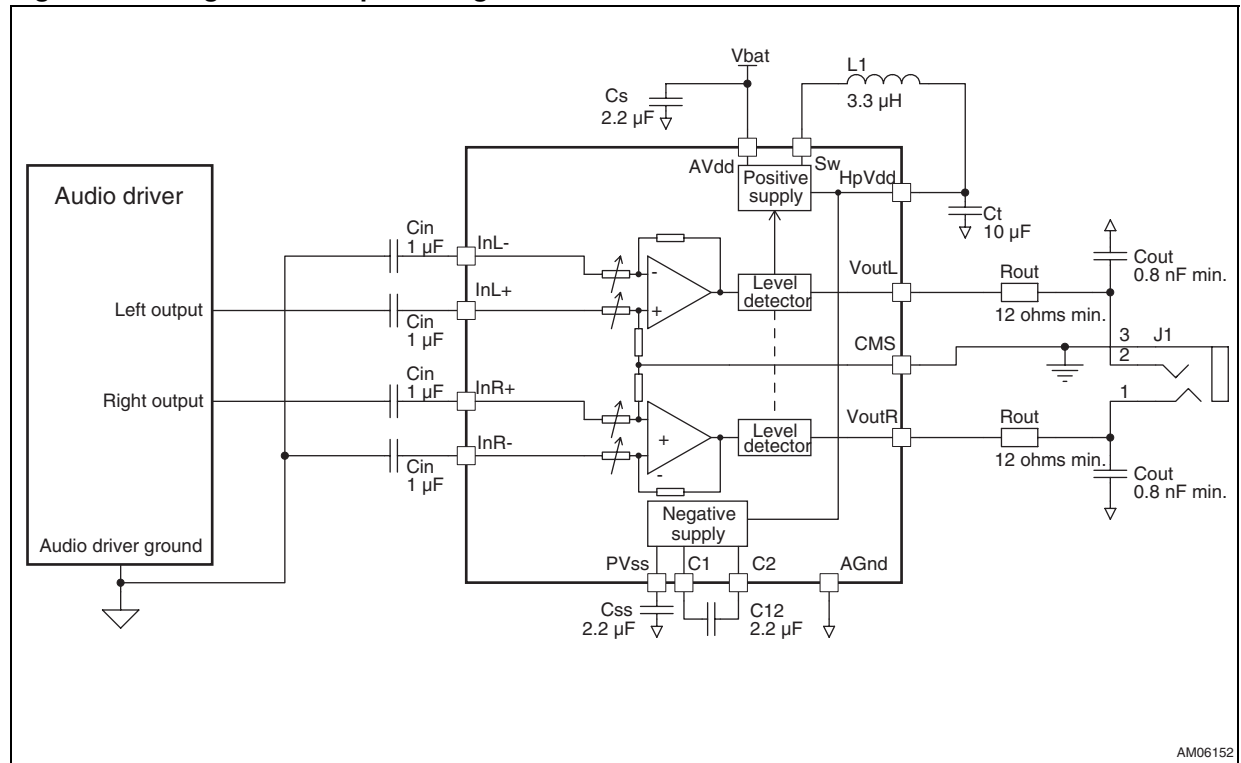 Vbat
L1
3.3 µH
Cs
2.2 µF
AVdd
Sw
Positive
supply
HpVdd
Ct
10 µF
Audio driver
Cin
1 µF
InL-
-
Level
detector
VoutL
Rout
12 ohms min.
Cout
0.8 nF min.
Left output
Cin
1 µF
InL+
+
CMS
3
J1
2
1
Right output
Cin
1 µF
InR+
+
Level
detector
VoutR
Rout
12 ohms min.
Cout
0.8 nF min.
InR-
Cin
1 µF
-
Negative
supply
Audio driver ground
PVss
C1
C2
AGnd
Css
2.2 µF
C12
2.2 µF
AM06152